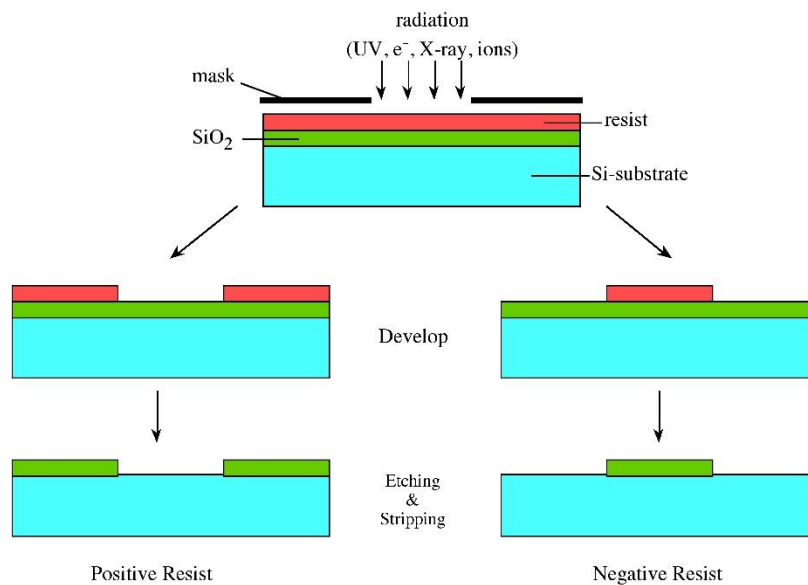 radiation
(UV, e⁻, X-ray, ions)
mask
resist
SiO₂
Si-substrate
Develop
Etching
&
Stripping
Positive Resist
Negative Resist